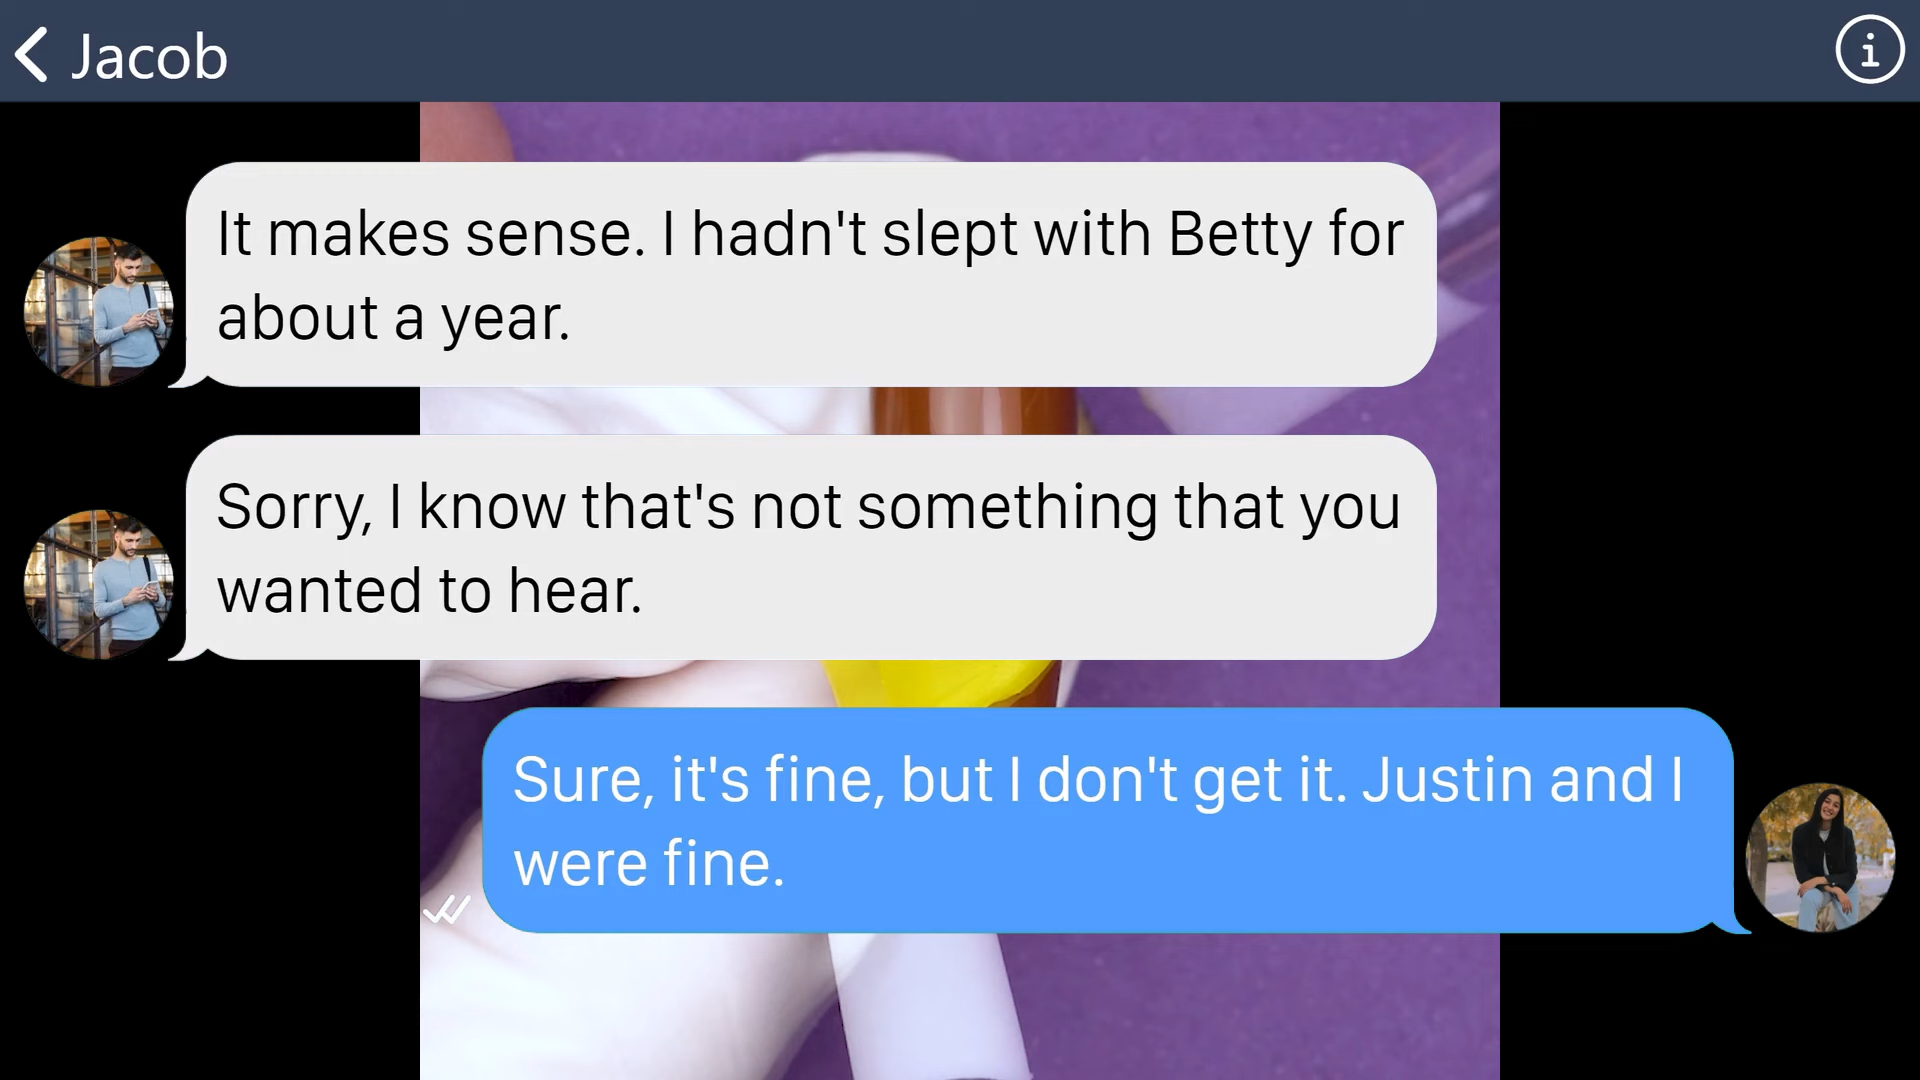 Jacob
It makes sense. I hadn't slept with Betty for
about a year.
Sorry, I know that's not something that you
wanted to hear.
Sure, it's fine, but I don't get it. Justin and I
were fine.